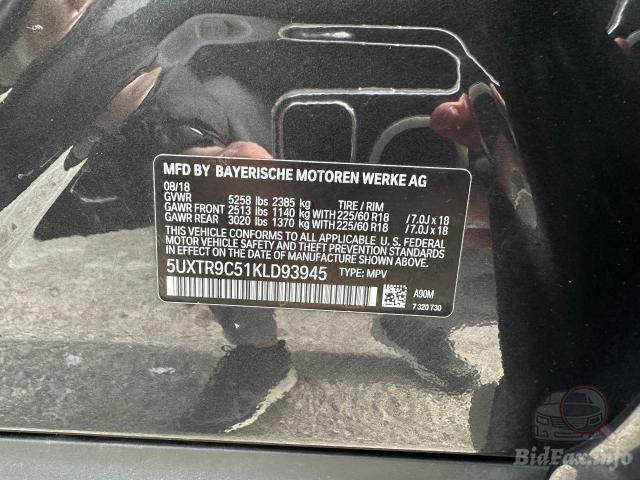 MFD BY BAYERISCHE MOTOREN WERKE AG
08/18
GVWR 5258 lbs 2385 kg TIRE / RIM
GAWR FRONT 2513 lbs 1140 kg WITH 225/60 R18 / 7.0J x 18
GAWR REAR 3020 lbs 1370 kg WITH 225/60 R18 / 7.0J x 18
THIS VEHICLE CONFORMS TO ALL APPLICABLE U. S. FEDERAL
MOTOR VEHICLE SAFETY AND THEFT PREVENTION
STANDARDS IN EFFECT ON THE
DATE OF MANUFACTURE SHOWN ABOVE.
5UXTR9C51KLD93945 TYPE: MPV
A90M
7 320 730
BidFax.info